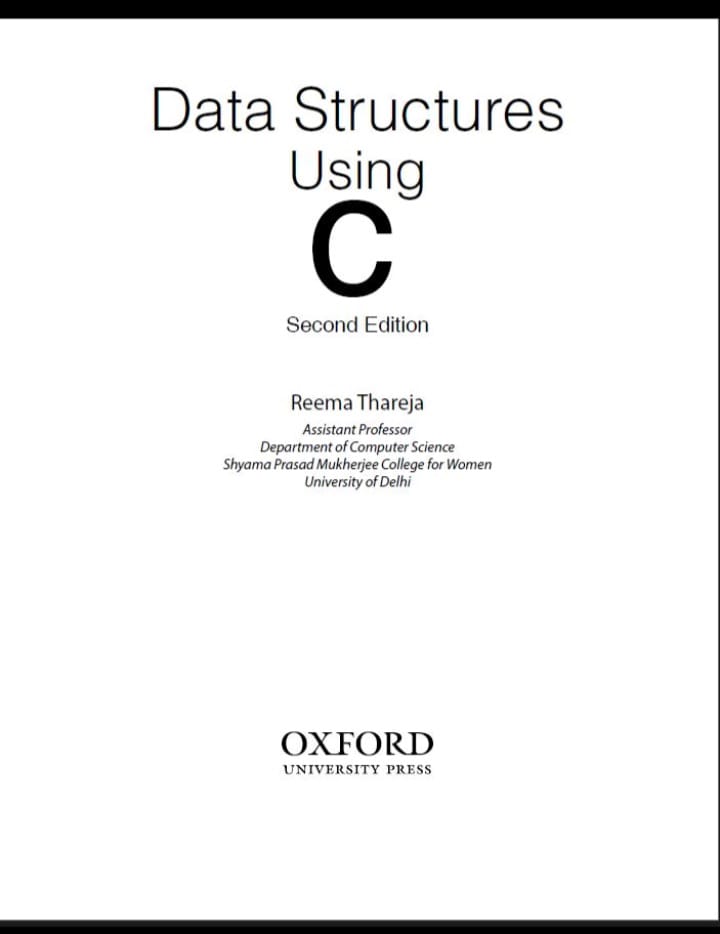 Data Structures
Using
C
Second Edition
Reema Thareja
Assistant Professor
Department of Computer Science
Shyama Prasad Mukherjee College for Women
University of Delhi
OXFORD
UNIVERSITY PRESS